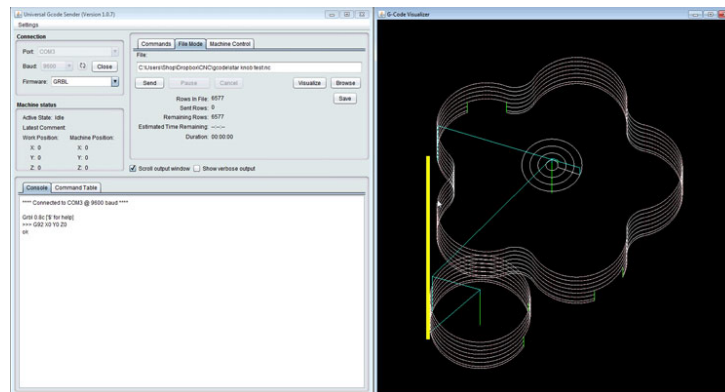 Universal Gcode Sender (Version 1.0.7)
G-Code Visualizer
Settings
Connection
Port: COM3
Baud: 9600
Close
Firmware: GRBL
Machine status
Active State: Idle
Latest Comment:
Work Position: Machine Position:
X: 0 X: 0
Y: 0 Y: 0
Z: 0 Z: 0
Commands File Mode Machine Control
File:
Send Pause Cancel Visualize Browse
Rows In File: 8577
Save
Sent Rows: 0
Remaining Rows: 8577
Estimated Time Remaining: --:--:--
Duration: 00:00:00
Scroll output window Show verbose output
Console Command Table
**** Connected to COM3 @ 9600 baud ****
Grbl 0.8c ['$' for help]
>>> G92 X0 Y0 Z0
ok